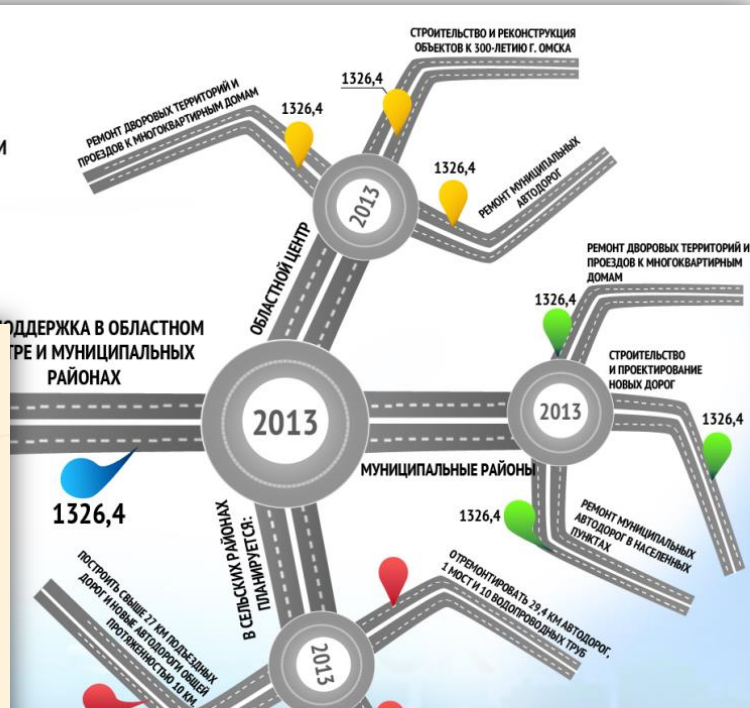 СТРОИТЕЛЬСТВО И РЕКОНСТРУКЦИЯ
ОБЪЕКТОВ К 300-ЛЕТИЮ Г. ОМСКА
1326,4
РЕМОНТ ДВОРОВЫХ ТЕРРИТОРИЙ И
ПРОЕЗДОВ К МНОГОКВАРТИРНЫМ ДОМАМ
1326,4
И
1326,4
РЕМОНТ МУНИЦИПАЛЬНЫХ
АВТОДОРОГ
2013
ОБЛАСТНОЙ ЦЕНТР
РЕМОНТ ДВОРОВЫХ ТЕРРИТОРИЙ И
ПРОЕЗДОВ К МНОГОКВАРТИРНЫМ
ДОМАМ
1326,4
ОДДЕРЖКА В ОБЛАСТНОМ
ТРЕ И МУНИЦИПАЛЬНЫХ
РАЙОНАХ
СТРОИТЕЛЬСТВО
И ПРОЕКТИРОВАНИЕ
НОВЫХ ДОРОГ
2013
2013
1326,4
МУНИЦИПАЛЬНЫЕ РАЙОНЫ
1326,4
1326,4
РЕМОНТ МУНИЦИПАЛЬНЫХ
АВТОДОРОГ В НАСЕЛЕННЫХ
ПУНКТАХ
В СЕЛЬСКИХ РАЙОНАХ
ПЛАНИРУЕТСЯ:
ПОСТРОИТЬ СВЫШЕ 27 КМ ПОДЪЕЗДНЫХ
ДОРОГ И НОВЫЕ АВТОДОРОГИ ОБЩЕЙ
ПРОТЯЖЕННОСТЬЮ 10 КМ.
ОТРЕМОНТИРОВАТЬ 29,4 КМ АВТОДОРОГ,
1 МОСТ И 10 ВОДОПРОВОДНЫХ ТРУБ
2013